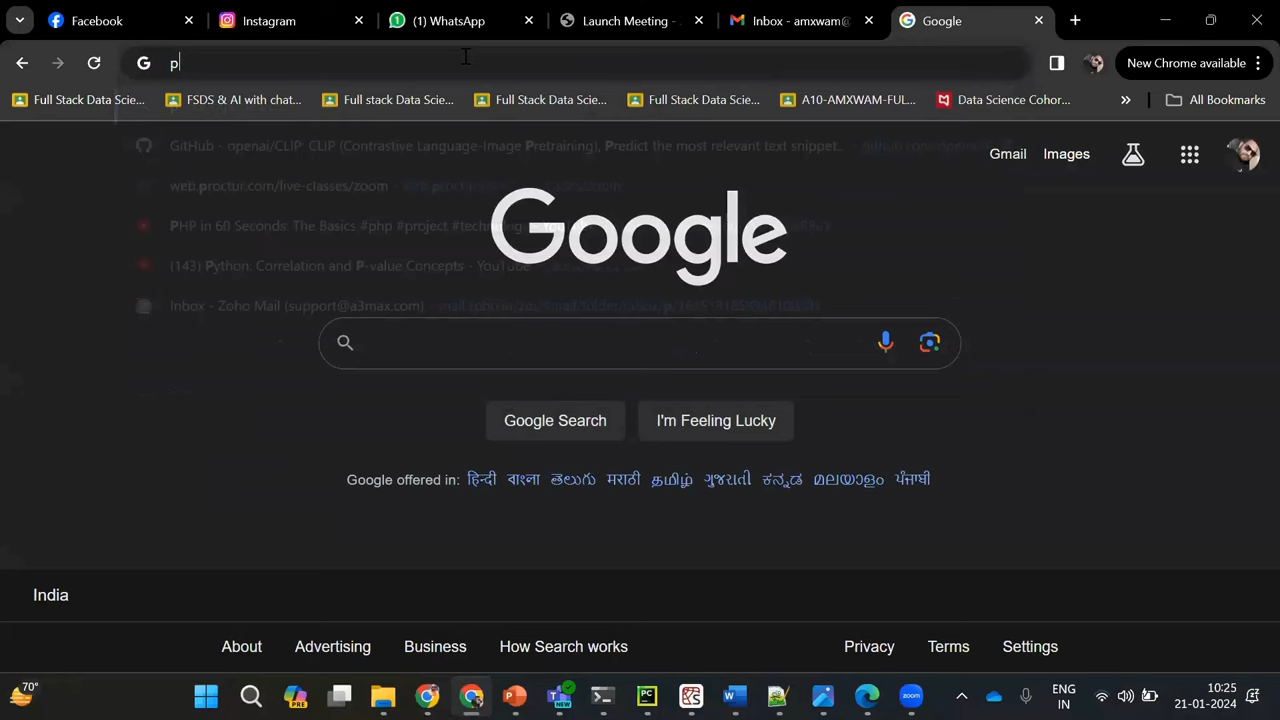 Facebook
Instagram
(1) WhatsApp
Launch Meeting -
Inbox - amxwam@
Google
p
New Chrome available
Full Stack Data Scie...
FSDS & AI with chat...
Full stack Data Scie...
Full Stack Data Scie...
Full Stack Data Scie...
A10-AMXWAM-FUL...
Data Science Cohor...
All Bookmarks
GitHub - openai/CLIP: CLIP (Contrastive Language-Image Pretraining), Predict the most relevant text snippet...
web.proctur.com/live-classes/zoom
PHP in 60 Seconds: The Basics #php #project
(143) Python: Correlation and P-value Concepts - YouTube
Inbox - Zoho Mail (support@a3max.com)
Gmail
Images
Google
Google Search
I'm Feeling Lucky
Google offered in: हिन्दी বাংলা తెలుగు मराठी தமிழ் ગુજરાતી ಕನ್ನಡ മലയാളം ਪੰਜਾਬੀ
India
About
Advertising
Business
How Search works
Privacy
Terms
Settings
70°
PRE
NEW
PC
zoom
ENG
IN
10:25
21-01-2024